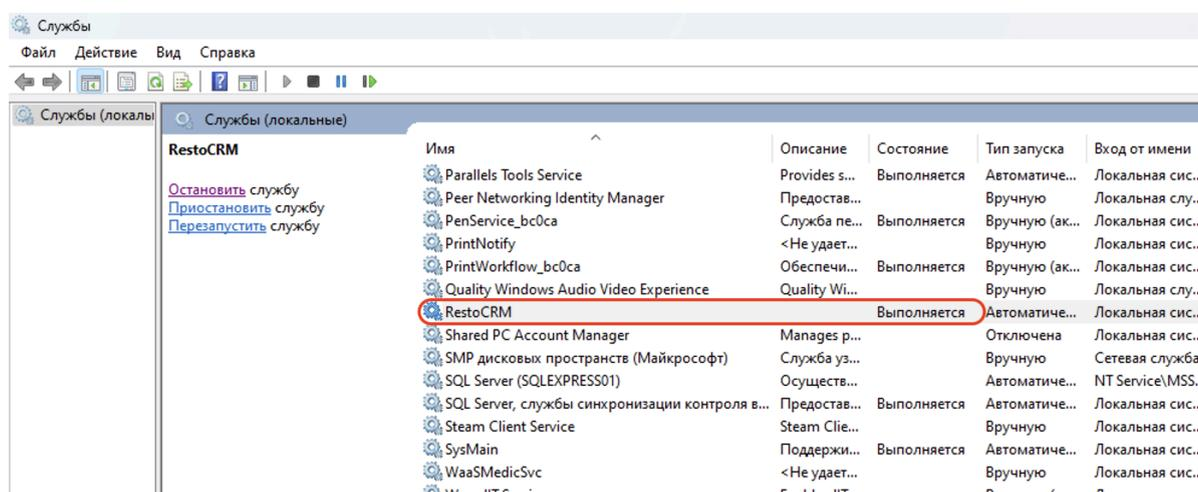 Службы
Файл Действие Вид Справка
Службы (локалы Службы (локальные)
RestoCRM
Остановить службу
Приостановить службу
Перезапустить службу
Имя Описание Состояние Тип запуска Вход от имени
Parallels Tools Service Provides s... Выполняется Автоматиче... Локальная сис...
Peer Networking Identity Manager Предостав... Вручную Локальная слу...
PenService_bc0ca Служба пе... Выполняется Вручную (ак... Локальная сис...
PrintNotify <Не удает... Вручную Локальная сис...
PrintWorkflow_bc0ca Обеспечи... Выполняется Вручную (ак... Локальная сис...
Quality Windows Audio Video Experience Quality Wi... Вручную Локальная слу...
RestoCRM Выполняется Автоматиче... Локальная сис...
Shared PC Account Manager Manages p... Отключена Локальная сис...
SMP дисковых пространств (Майкрософт) Служба уз... Вручную Сетевая служба
SQL Server (SQLEXPRESS01) Осуществ... Автоматиче... NT Service\MSS...
SQL Server, службы синхронизации контроля в... Предостав... Выполняется Автоматиче... Локальная сис...
Steam Client Service Steam Clie... Вручную Локальная сис...
SysMain Поддержи... Выполняется Автоматиче... Локальная сис...
WaaSMedicSvc <Не удает... Вручную Локальная сис...